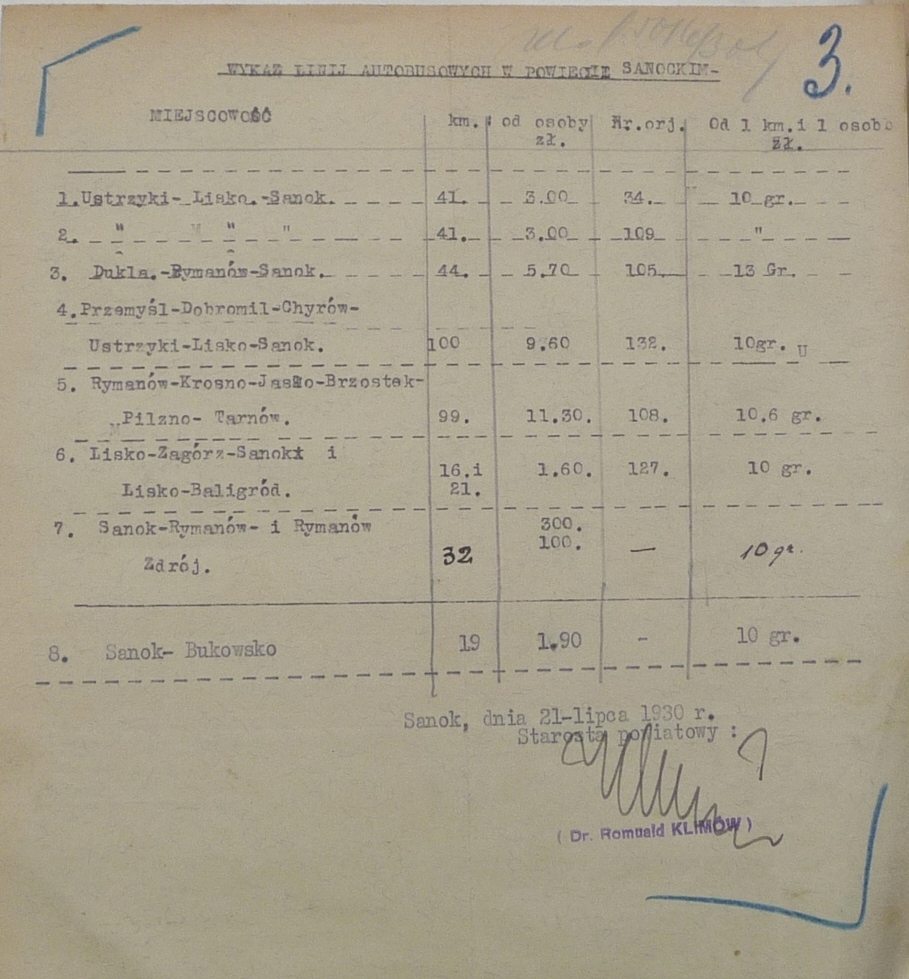 3.
WYKAZ LINIJ AUTOBUSOWYCH W POWIECIE SANOCKIM-
MIEJSCOWOŚĆ km. od osoby zł. Nr.orj. Od 1 km.i 1 osob zł.
1.Ustrzyki-Lisko.-Sanok. 41. 3.00 34. 10 gr.
2. " " " " 41. 3.00 109 "
3. Dukla.-Rymanów-Sanok. 44. 5.70 105. 13 Gr.
4.Przemyśl-Dobromil-Chyrów-
Ustrzyki-Lisko-Sanok. 100 9.60 132. 10gr. U
5. Rymanów-Krosno-Jasło-Brzostek-
"Pilzno- Tarnów. 99. 11.30. 108. 10.6 gr.
6. Lisko-Zagórz-Sanok i
16.i 1.60. 127. 10 gr.
Lisko-Baligród. 21.
7. Sanok-Rymanów- i Rymanów 300.
100.
Zdrój. 32 — 10 gr.
8. Sanok- Bukowsko 19 1.90 - 10 gr.
Sanok, dnia 21-lipca 1930 r.
Starosta powiatowy :
( Dr. Romuald KLIMÓW )